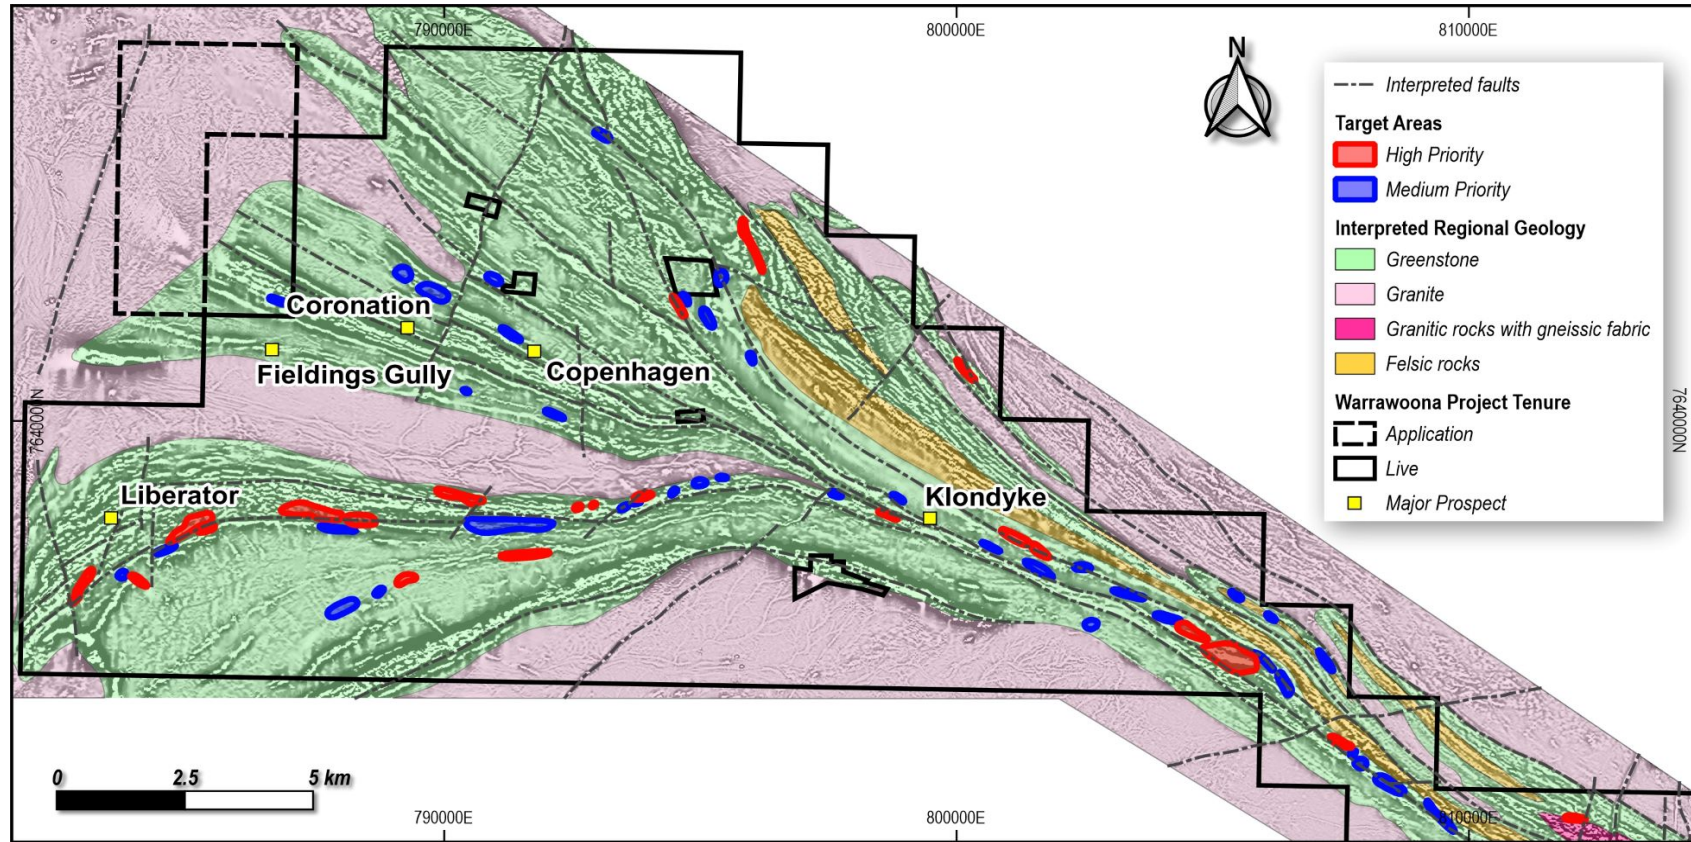 790000E
800000E
810000E
N
Interpreted faults
Target Areas
High Priority
Medium Priority
Interpreted Regional Geology
Greenstone
Granite
Granitic rocks with gneissic fabric
Felsic rocks
Warrawoona Project Tenure
Application
Live
Major Prospect
Coronation
Fieldings Gully
Copenhagen
7640000N
7640000N
Liberator
Klondyke
0
2.5
5 km
790000E
800000E
810000E